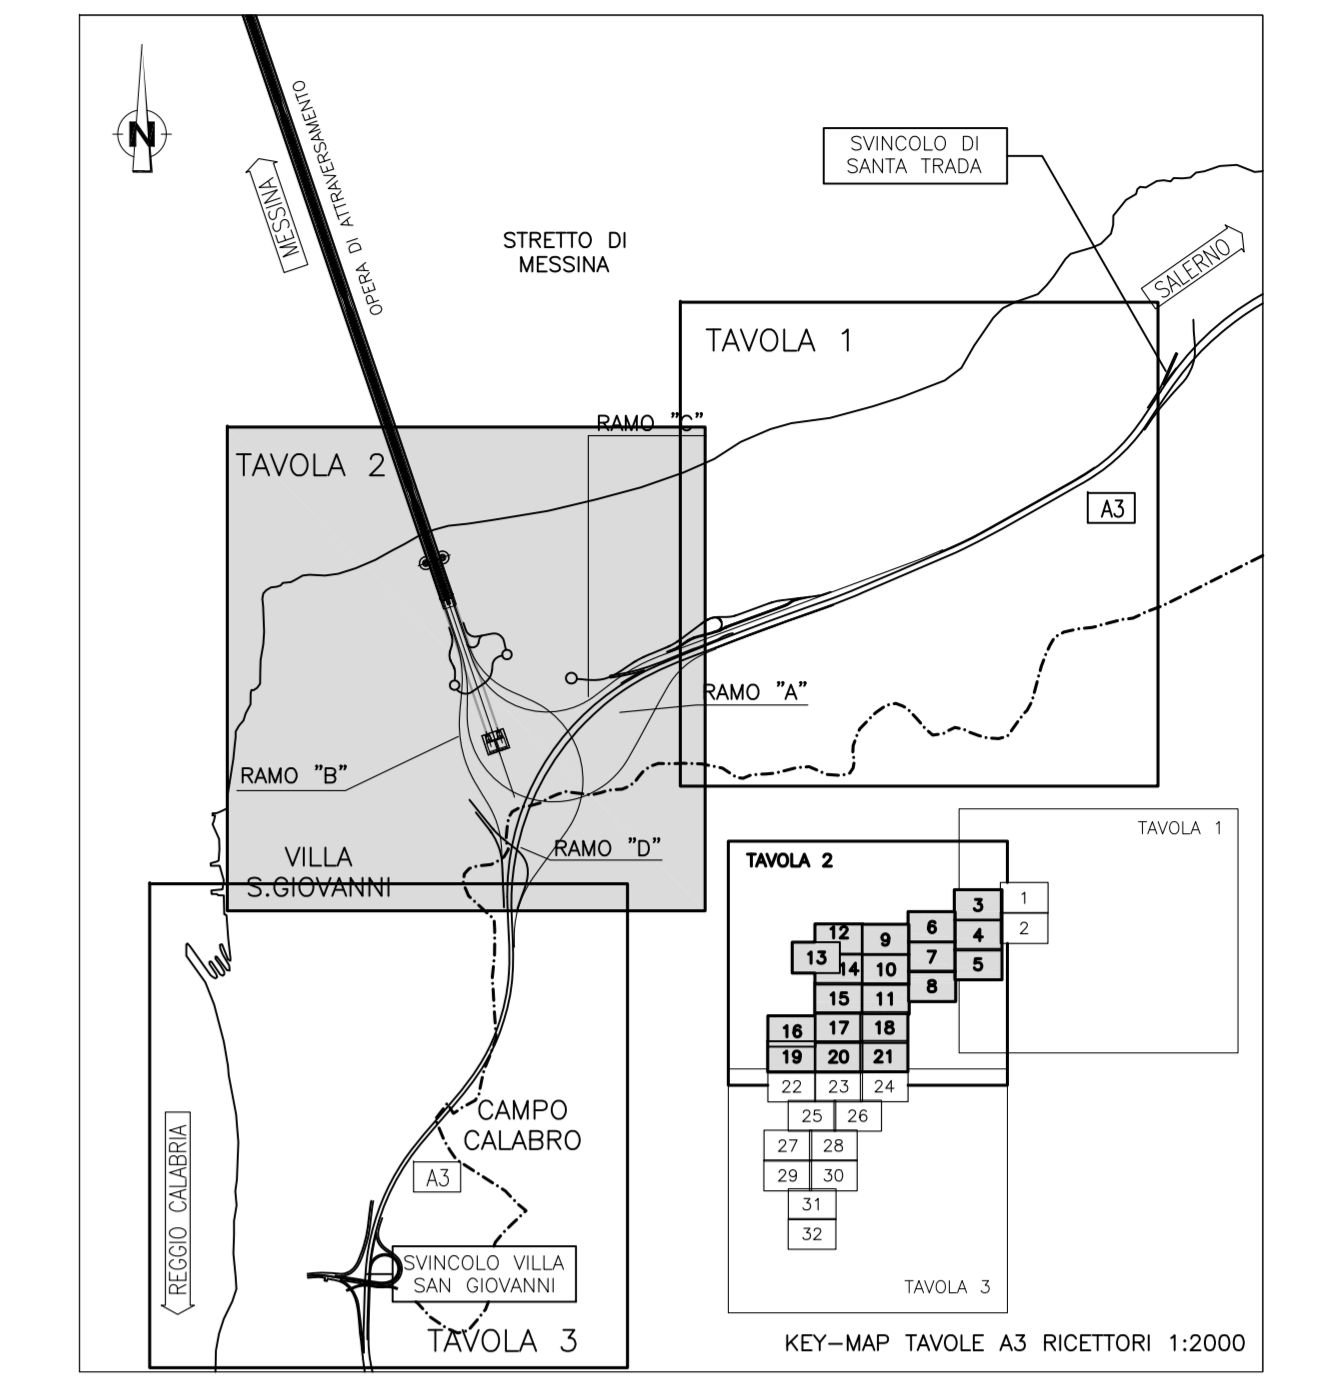 N
MESSINA
OPERA DI ATTRAVERSAMENTO
SVINCOLO DI
SANTA TRADA
STRETTO DI
MESSINA
SALERNO
TAVOLA 1
RAMO "C"
TAVOLA 2
A3
RAMO "A"
RAMO "B"
RAMO "D"
VILLA
S.GIOVANNI
CAMPO
CALABRO
A3
REGGIO CALABRIA
SVINCOLO VILLA
SAN GIOVANNI
TAVOLA 3
TAVOLA 1
TAVOLA 2
3
1
6
12
9
4
2
13
7
5
14
10
8
15
11
16
17
18
19
20
21
22
23
24
25
26
27
28
29
30
31
32
TAVOLA 3
KEY-MAP TAVOLE A3 RICETTORI 1:2000